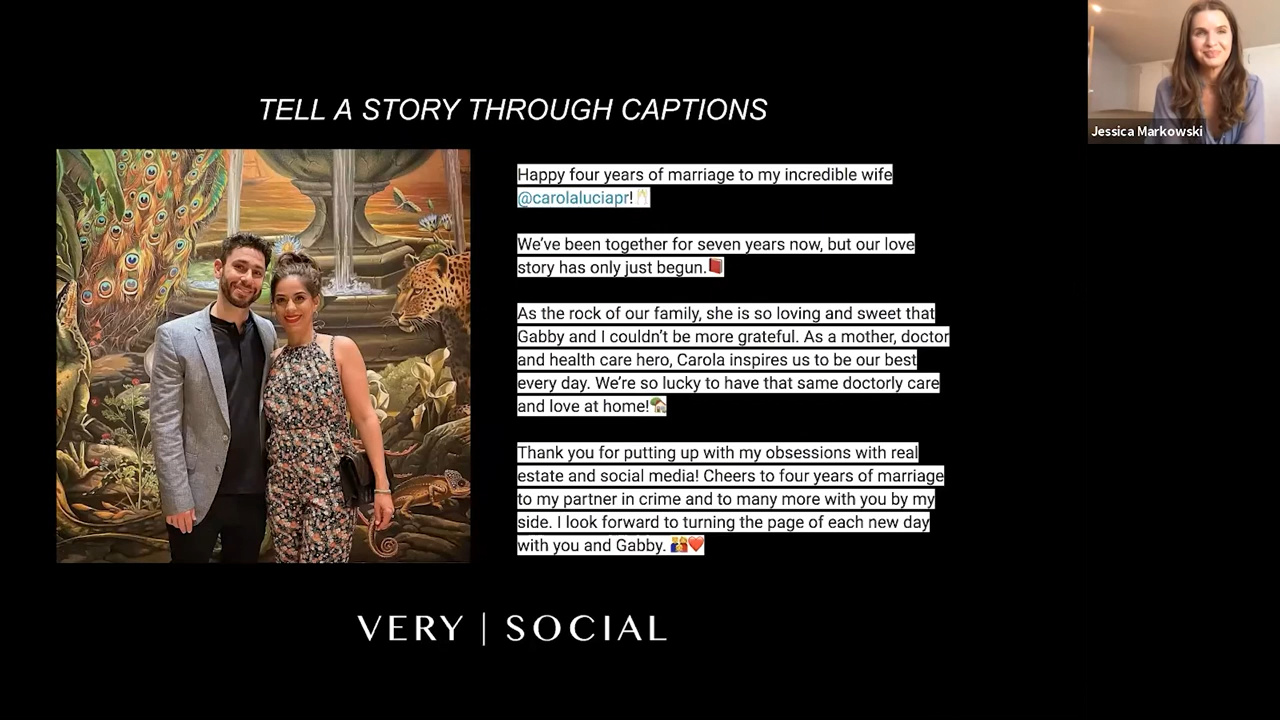 TELL A STORY THROUGH CAPTIONS
Jessica Markowski
Happy four years of marriage to my incredible wife
@carolaluciapr!🥂
We’ve been together for seven years now, but our love
story has only just begun.📕
As the rock of our family, she is so loving and sweet that
Gabby and I couldn’t be more grateful. As a mother, doctor
and health care hero, Carola inspires us to be our best
every day. We’re so lucky to have that same doctorly care
and love at home!🏡
Thank you for putting up with my obsessions with real
estate and social media! Cheers to four years of marriage
to my partner in crime and to many more with you by my
side. I look forward to turning the page of each new day
with you and Gabby. 👩‍❤️‍👨❤️
VERY | SOCIAL